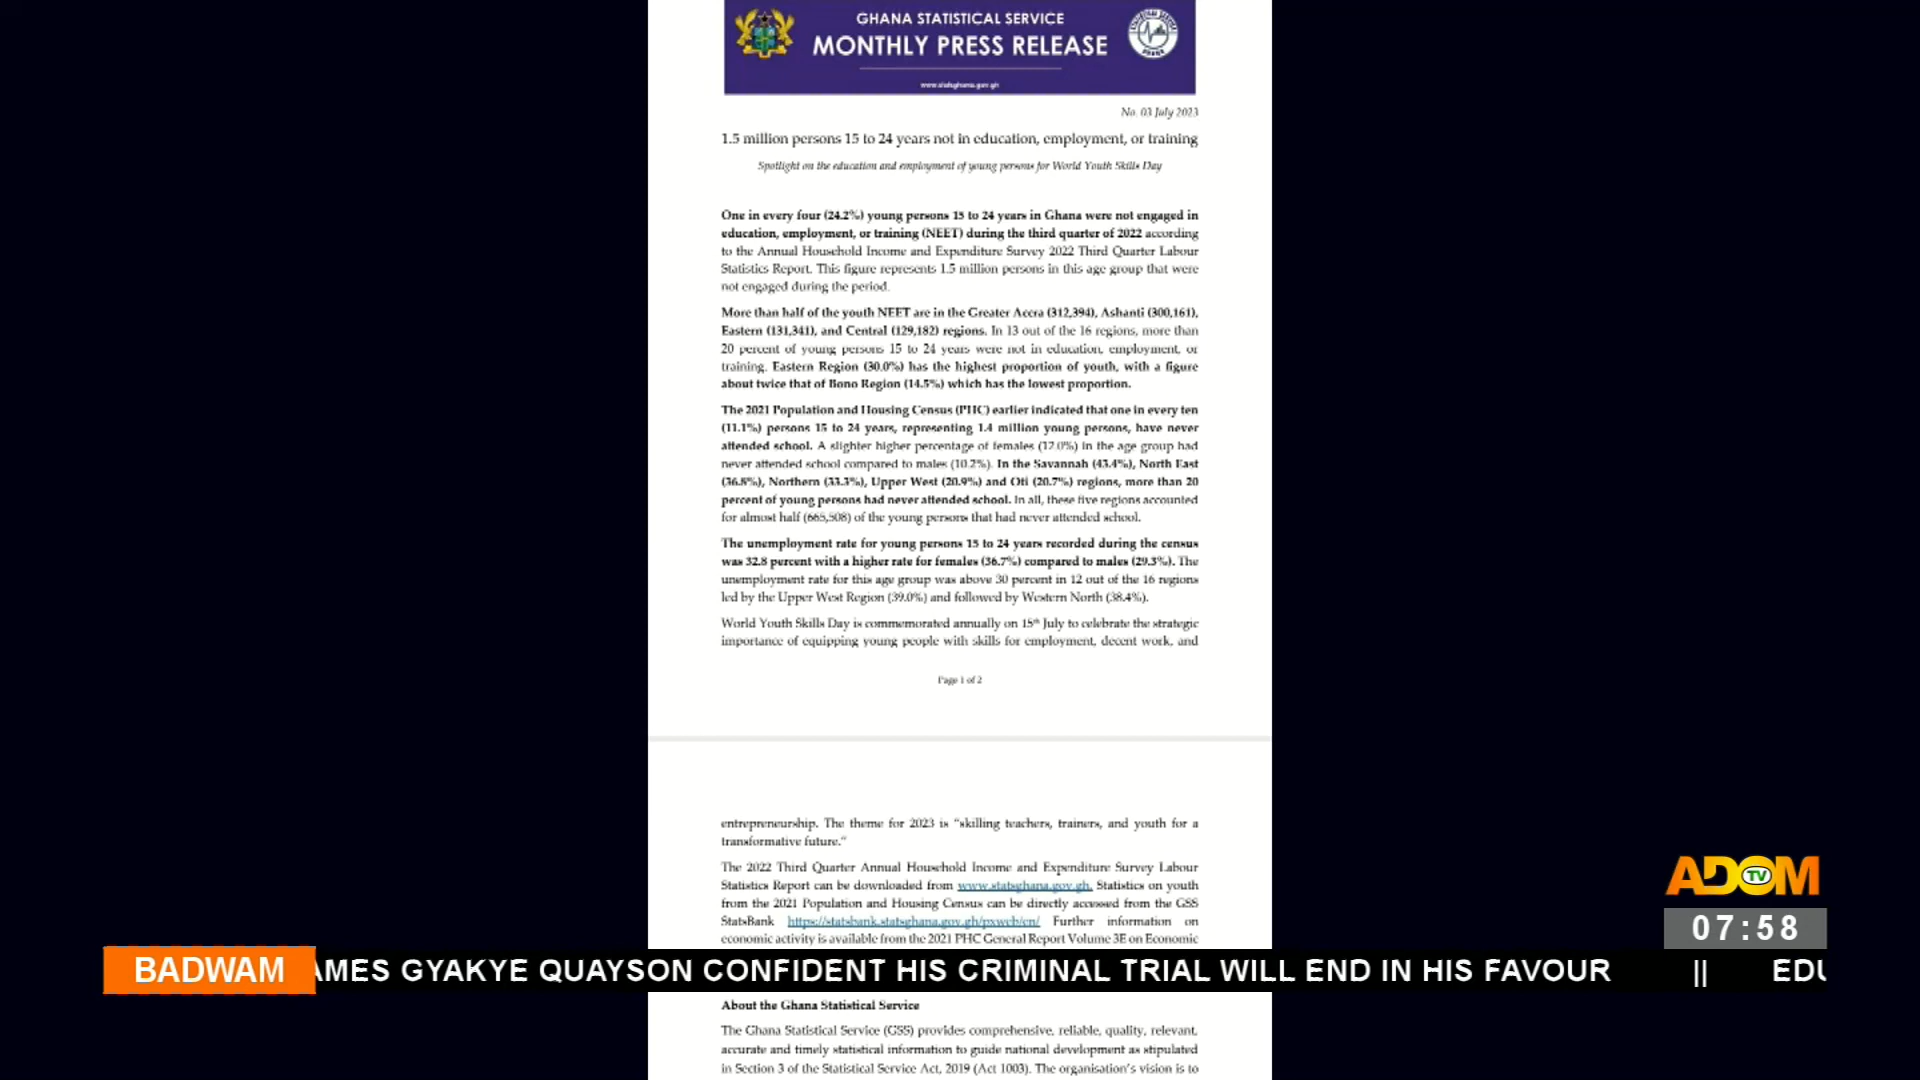 GHANA STATISTICAL SERVICE
MONTHLY PRESS RELEASE
www.statsghana.gov.gh
No. 03 July 2023
1.5 million persons 15 to 24 years not in education, employment, or training
Spotlight on the education and employment of young persons for World Youth Skills Day
One in every four (24.2%) young persons 15 to 24 years in Ghana were not engaged in
education, employment, or training (NEET) during the third quarter of 2022 according
to the Annual Household Income and Expenditure Survey 2022 Third Quarter Labour
Statistics Report. This figure represents 1.5 million persons in this age group that were
not engaged during the period.
More than half of the youth NEET are in the Greater Accra (312,394), Ashanti (300,161),
Eastern (131,341), and Central (129,182) regions. In 13 out of the 16 regions, more than
20 percent of young persons 15 to 24 years were not in education, employment, or
training. Eastern Region (30.0%) has the highest proportion of youth, with a figure
about twice that of Bono Region (14.5%) which has the lowest proportion.
The 2021 Population and Housing Census (PHC) earlier indicated that one in every ten
(11.1%) persons 15 to 24 years, representing 1.4 million young persons, have never
attended school. A slighter higher percentage of females (12.0%) in the age group had
never attended school compared to males (10.2%). In the Savannah (43.4%), North East
(36.8%), Northern (33.3%), Upper West (20.9%) and Oti (20.7%) regions, more than 20
percent of young persons had never attended school. In all, these five regions accounted
for almost half (665,508) of the young persons that had never attended school.
The unemployment rate for young persons 15 to 24 years recorded during the census
was 32.8 percent with a higher rate for females (36.7%) compared to males (29.3%). The
unemployment rate for this age group was above 30 percent in 12 out of the 16 regions
led by the Upper West Region (39.0%) and followed by Western North (38.4%).
World Youth Skills Day is commemorated annually on 15th July to celebrate the strategic
importance of equipping young people with skills for employment, decent work, and
Page 1 of 2
entrepreneurship. The theme for 2023 is “skilling teachers, trainers, and youth for a
transformative future.”
The 2022 Third Quarter Annual Household Income and Expenditure Survey Labour
Statistics Report can be downloaded from www.statsghana.gov.gh. Statistics on youth
from the 2021 Population and Housing Census can be directly accessed from the GSS
StatsBank https://statsbank.statsghana.gov.gh/pxweb/en/ Further information on
economic activity is available from the 2021 PHC General Report Volume 3E on Economic
ADOM TV
07:58
BADWAM AMES GYAKYE QUAYSON CONFIDENT HIS CRIMINAL TRIAL WILL END IN HIS FAVOUR || EDU
About the Ghana Statistical Service
The Ghana Statistical Service (GSS) provides comprehensive, reliable, quality, relevant,
accurate and timely statistical information to guide national development as stipulated
in Section 3 of the Statistical Service Act, 2019 (Act 1003). The organisation’s vision is to